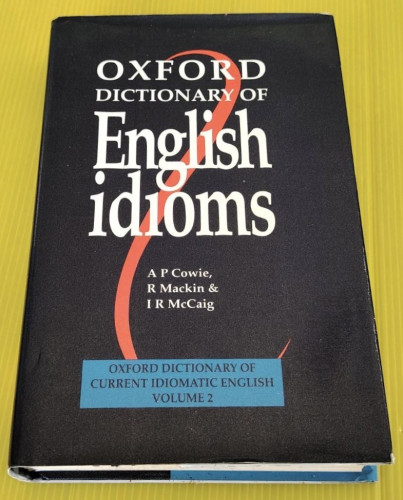 OXFORD
DICTIONARY OF
English
idioms
A P Cowie,
R Mackin &
I R McCaig
OXFORD DICTIONARY OF
CURRENT IDIOMATIC ENGLISH
VOLUME 2